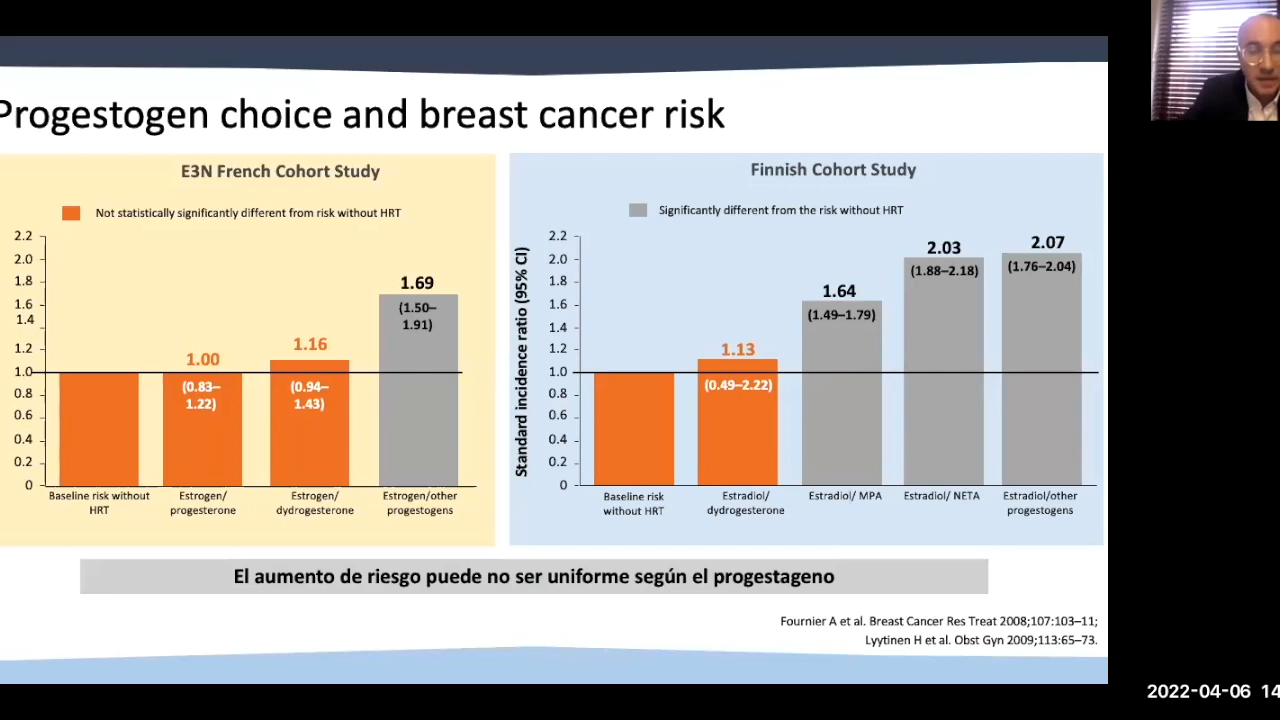 Progestogen choice and breast cancer risk
E3N French Cohort Study
Not statistically significantly different from risk without HRT
2.2
2.0
1.8
1.6
1.4
1.2
1.0
0.8
0.6
0.4
0.2
0
1.00
(0.83–
1.22)
1.16
(0.94–
1.43)
1.69
(1.50–
1.91)
Baseline risk without
HRT
Estrogen/
progesterone
Estrogen/
dydrogesterone
Estrogen/other
progestogens
Finnish Cohort Study
Significantly different from the risk without HRT
Standard incidence ratio (95% CI)
2.2
2.0
1.8
1.6
1.4
1.2
1.0
0.8
0.6
0.4
0.2
0
1.13
(0.49–2.22)
1.64
(1.49–1.79)
2.03
(1.88–2.18)
2.07
(1.76–2.04)
Baseline risk
without HRT
Estradiol/
dydrogesterone
Estradiol/ MPA
Estradiol/ NETA
Estradiol/other
progestogens
El aumento de riesgo puede no ser uniforme según el progestageno
Fournier A et al. Breast Cancer Res Treat 2008;107:103–11;
Lyytinen H et al. Obst Gyn 2009;113:65–73.
2022-04-06 14